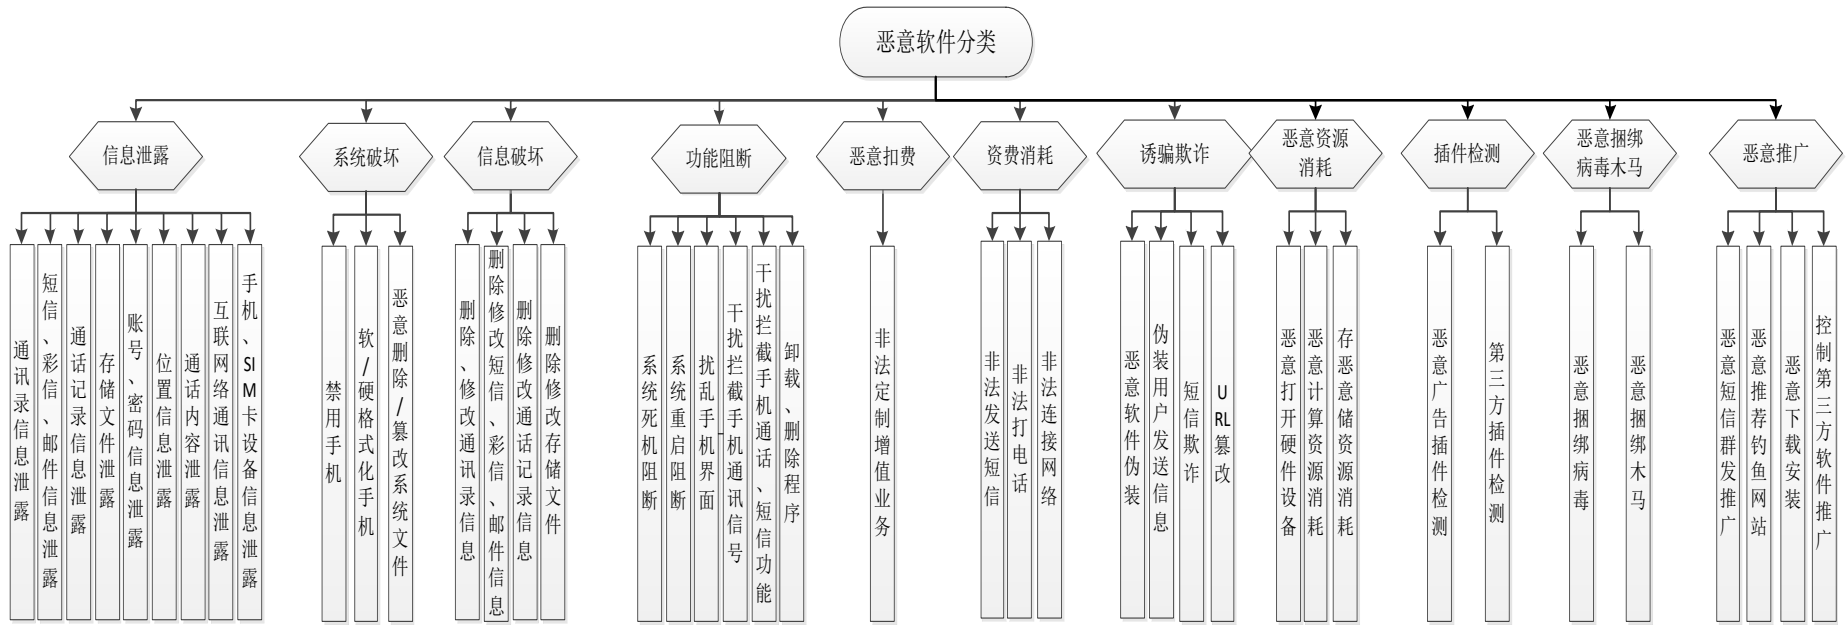 恶意软件分类
信息泄露
系统破坏
信息破坏
功能阻断
恶意扣费
资费消耗
诱骗欺诈
恶意资源
消耗
插件检测
恶意捆绑
病毒木马
恶意推广
通讯录信息泄露
短信、彩信、邮件信息泄露
通话记录信息泄露
存储文件泄露
账号、密码信息泄露
位置信息泄露
通话内容泄露
互联网络通讯信息泄露
手机、SIM卡设备信息泄露
禁用手机
软/硬格式化手机
恶意删除/篡改系统文件
删除、修改通讯录信息
删除修改短信、彩信、邮件信息
删除修改通话记录信息
删除修改存储文件
系统死机阻断
系统重启阻断
扰乱手机界面
干扰拦截手机通讯信号
干扰拦截手机通话、短信功能
卸载、删除程序
非法定制增值业务
非法发送短信
非法打电话
非法连接网络
恶意软件伪装
伪装用户发送信息
短信欺诈
URL篡改
恶意打开硬件设备
恶意计算资源消耗
存恶意储资源消耗
恶意广告插件检测
第三方插件检测
恶意捆绑病毒
恶意捆绑木马
恶意短信群发推广
恶意推荐钓鱼网站
恶意下载安装
控制第三方软件推广